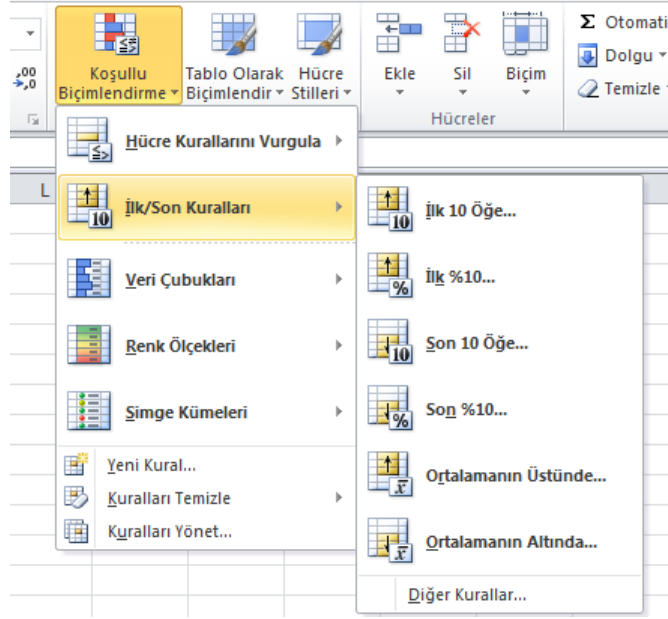 Koşullu
Biçimlendirme
Tablo Olarak
Biçimlendir
Hücre
Stilleri
Ekle
Sil
Biçim
Hücreler
Σ Otomati
Dolgu
Temizle
,00
,0
L
Hücre Kurallarını Vurgula
İlk/Son Kuralları
Veri Çubukları
Renk Ölçekleri
Simge Kümeleri
Yeni Kural...
Kuralları Temizle
Kuralları Yönet...
İlk 10 Öğe...
İlk %10...
Son 10 Öğe...
Son %10...
Ortalamanın Üstünde...
Ortalamanın Altında...
Diğer Kurallar...